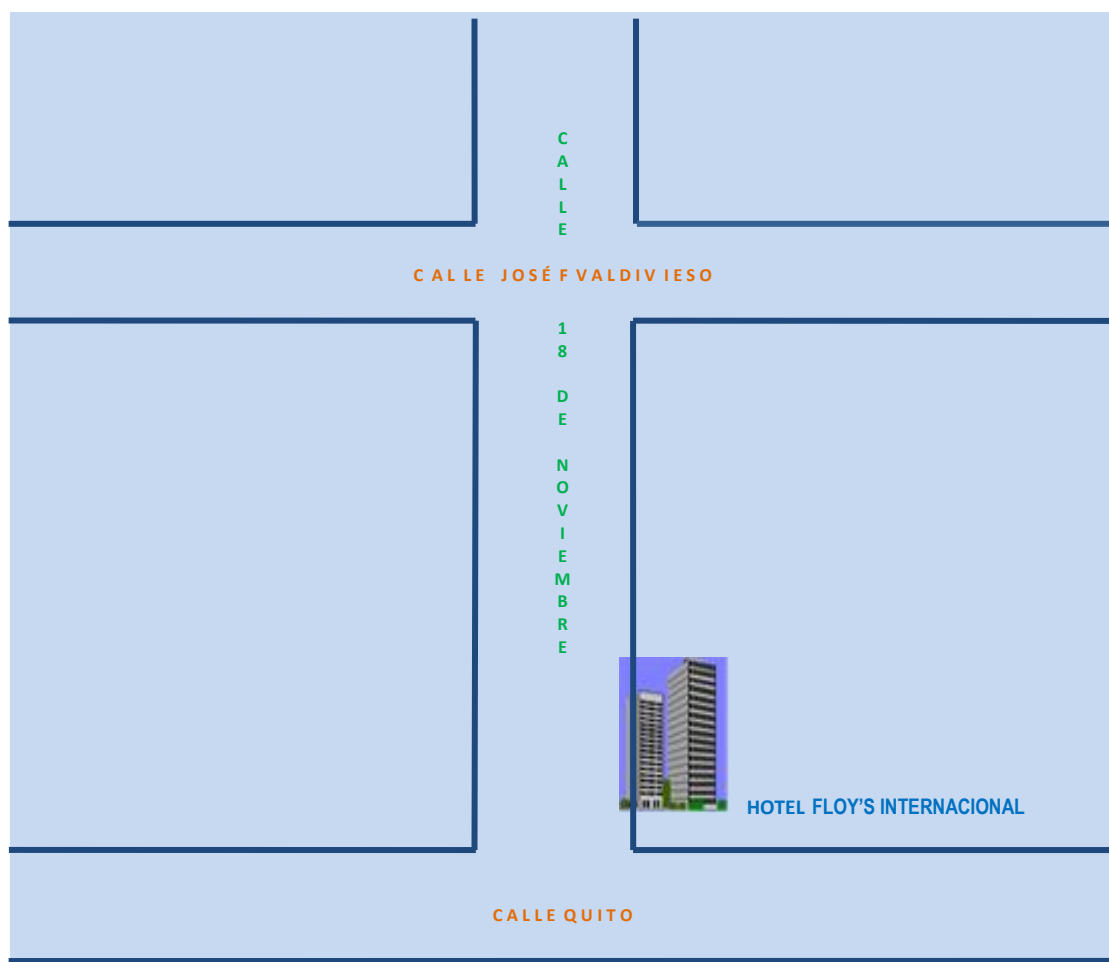 CALLE
CALLE JOSÉ F VALDIVIESO
18 DE NOVIEMBRE
HOTEL FLOY'S INTERNACIONAL
CALLE QUITO